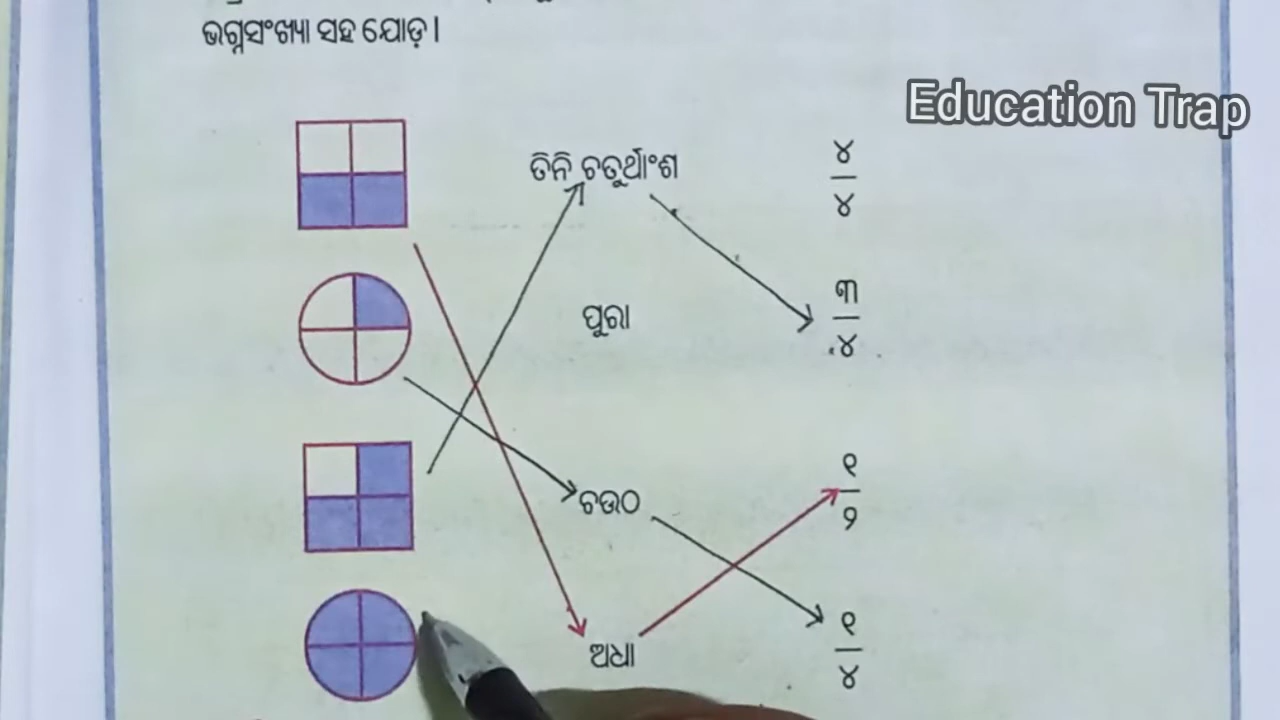 ଭଗ୍ନସଂଖ୍ୟା ସହ ଯୋଡ଼ ।
Education Trap
ତିନି ଚତୁର୍ଥାଂଶ
୪
୪
ପୁରା
୩
୪
ଚଉଠ
୧
୨
ଅଧା
୧
୪